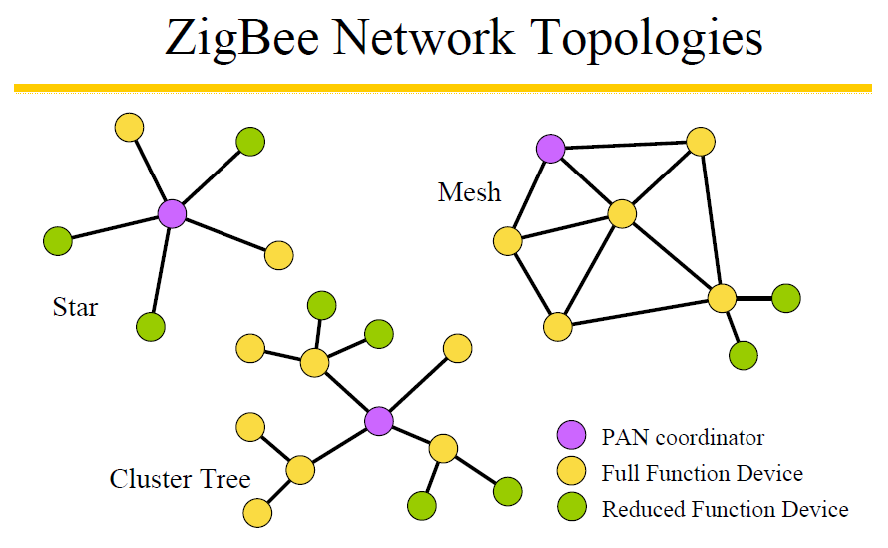 ZigBee Network Topologies
Mesh
Star
Cluster Tree
PAN coordinator
Full Function Device
Reduced Function Device